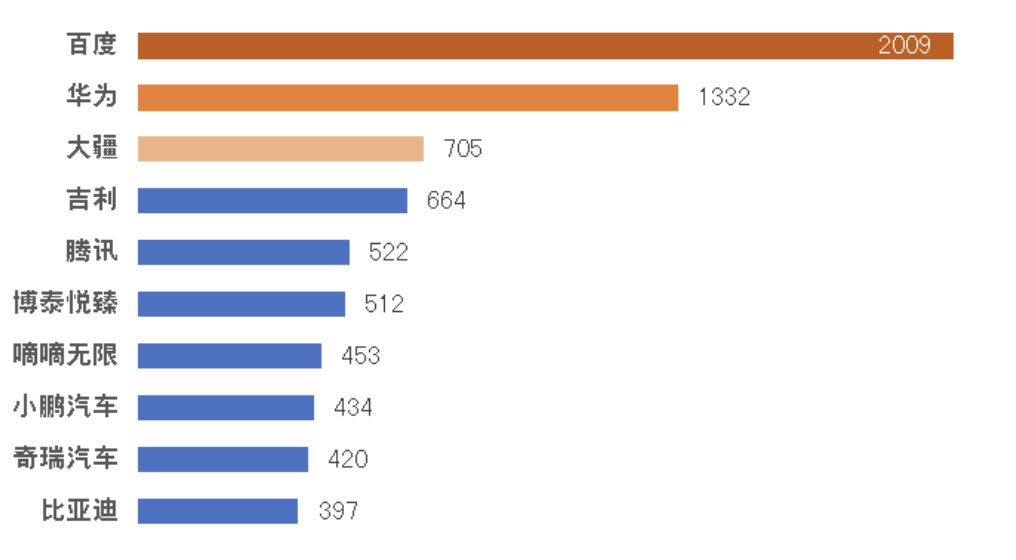 百度 2009
华为 1332
大疆 705
吉利 664
腾讯 522
博泰悦臻 512
嘀嘀无限 453
小鹏汽车 434
奇瑞汽车 420
比亚迪 397